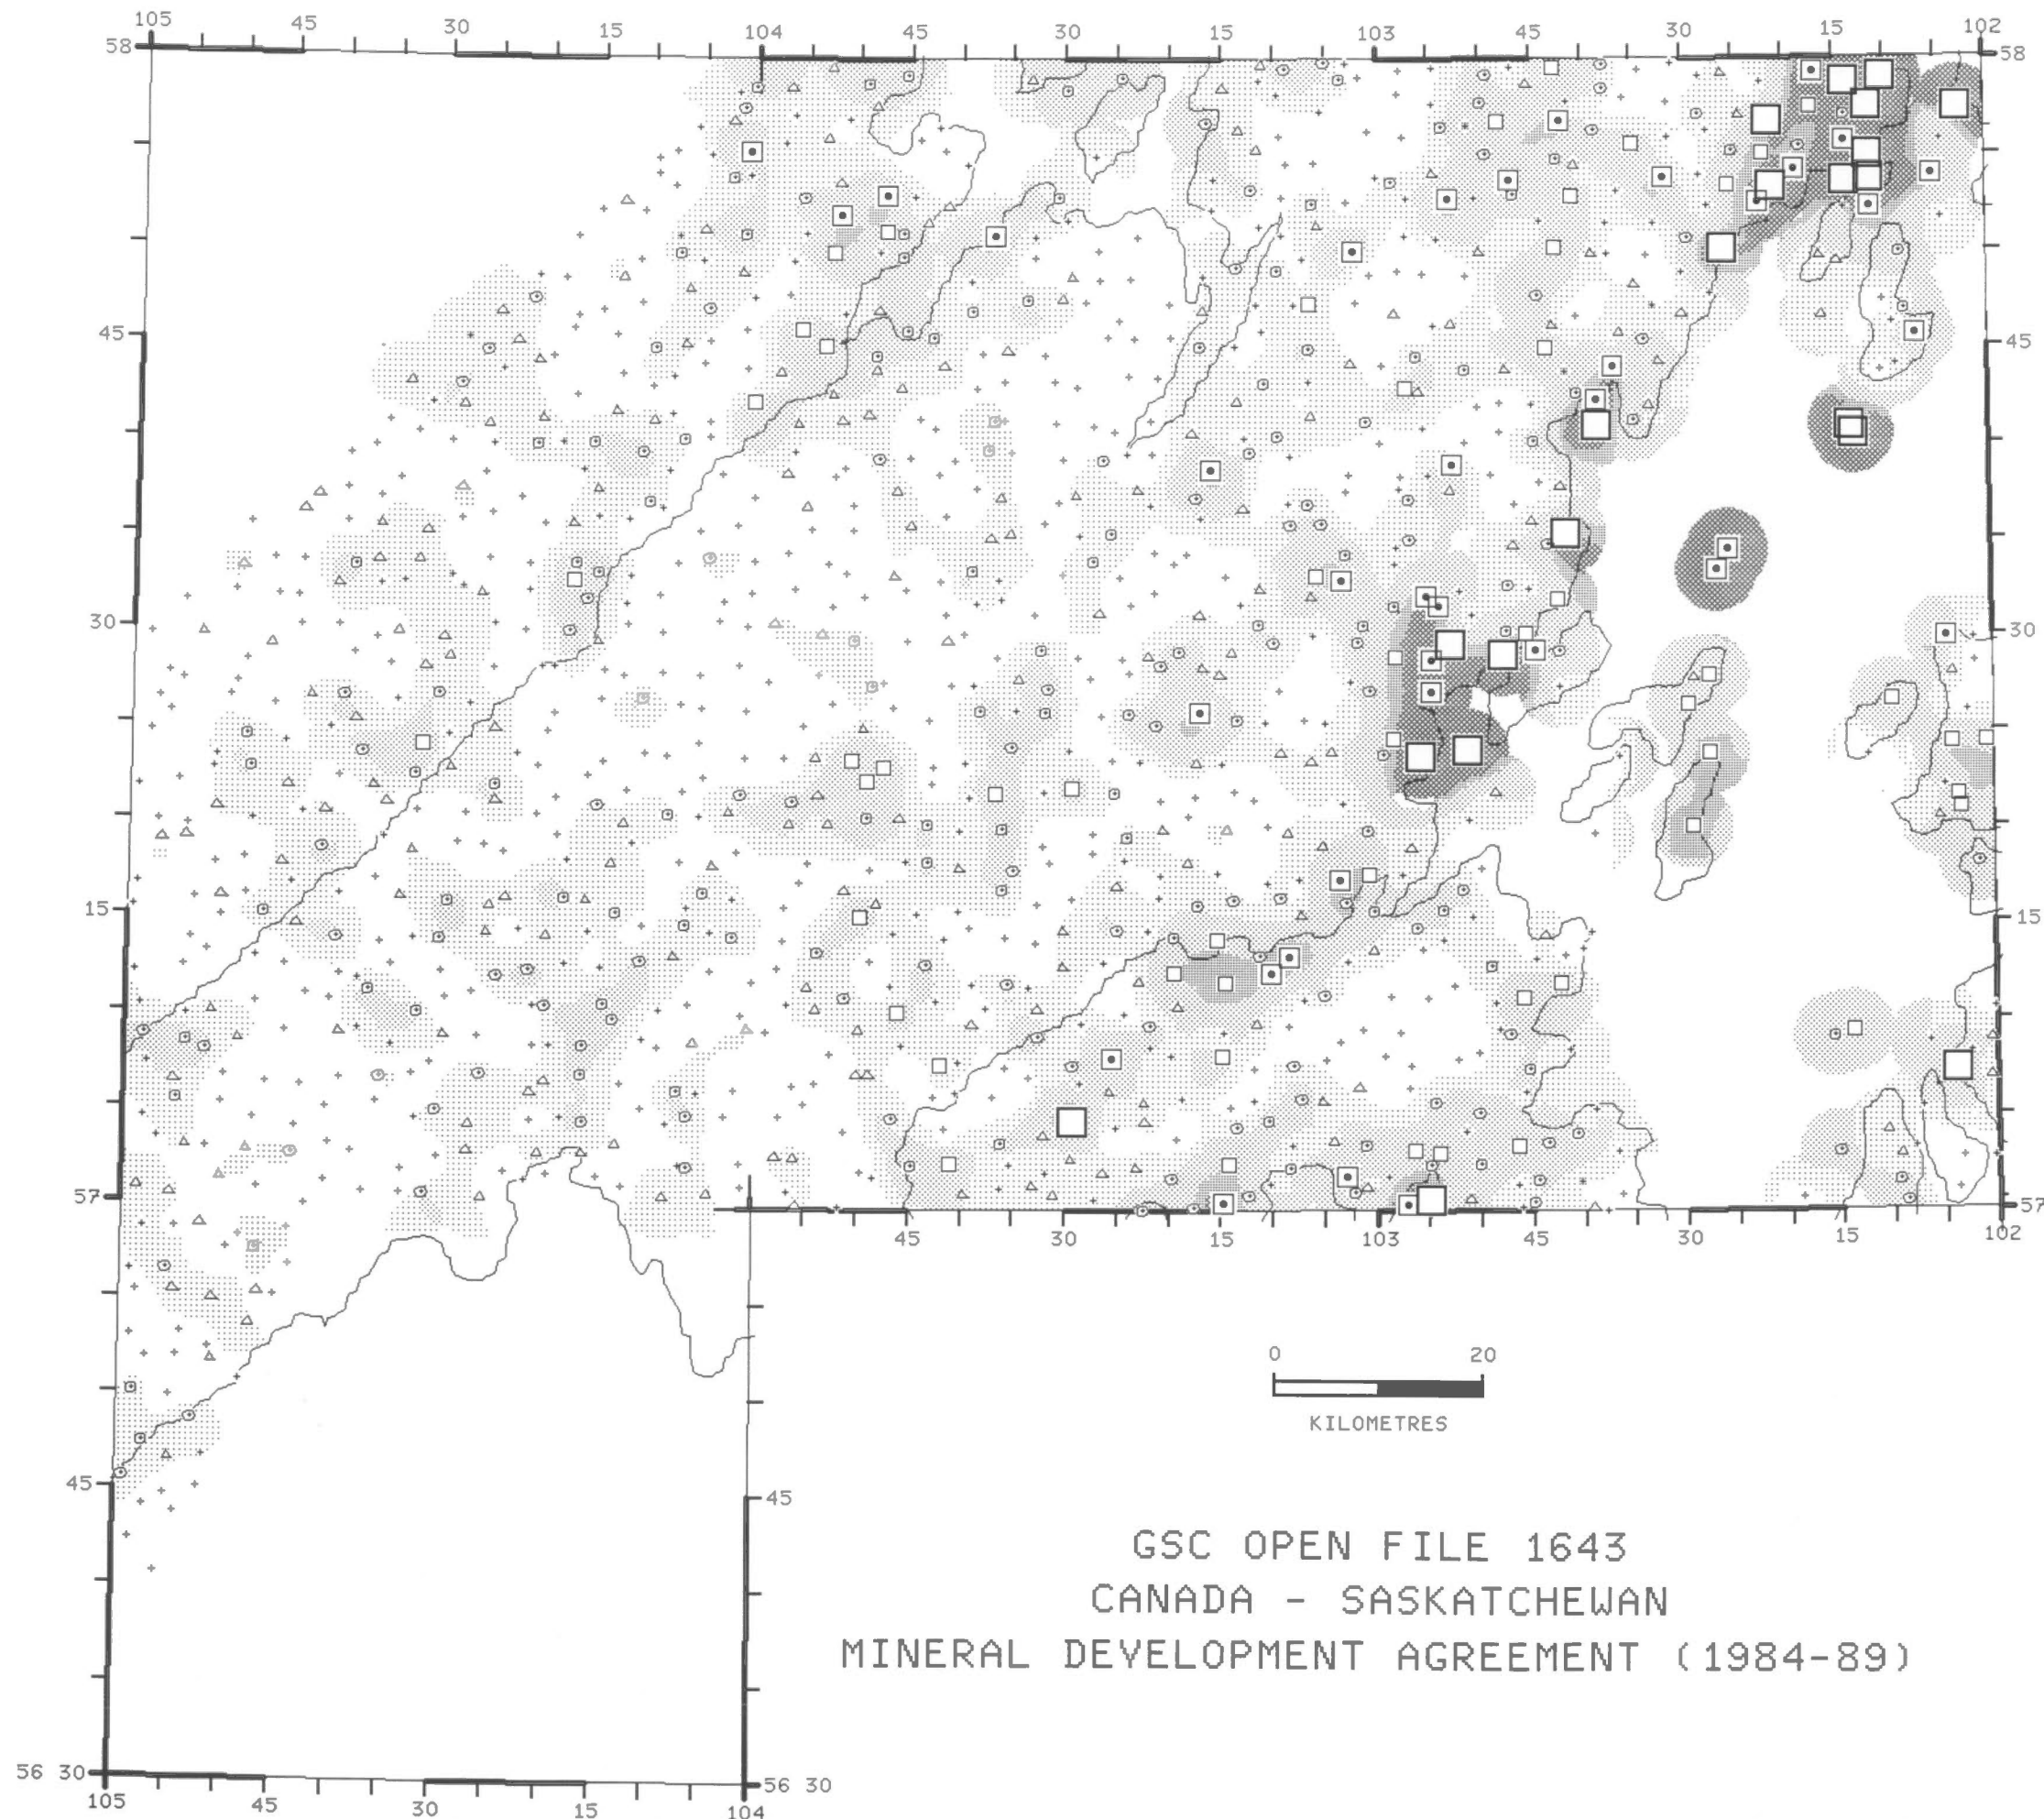 105 45 30 15 104 45 30 15 103 45 30 15 102
58 58
45 45
30 30
15 15
57 57
45 30 15 103 45 30 15 102
0 20
KILOMETRES
45 45
GSC OPEN FILE 1643
CANADA - SASKATCHEWAN
MINERAL DEVELOPMENT AGREEMENT (1984-89)
56 30 56 30
105 45 30 15 104